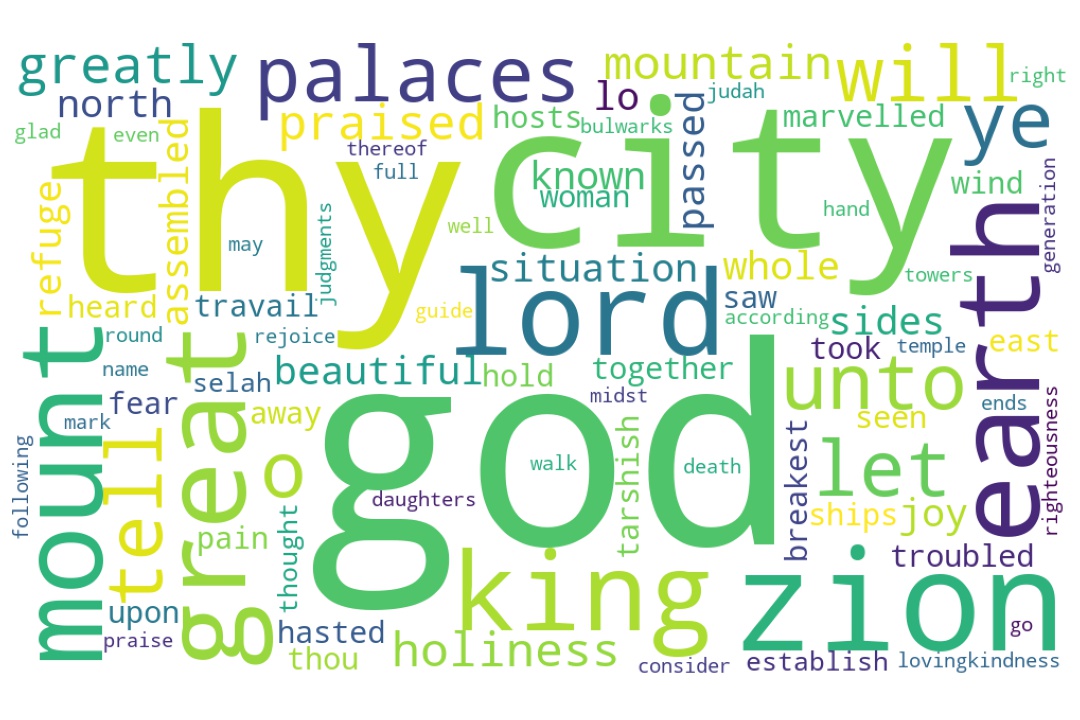 greatly
palaces
mountain
will
right
north
lo
judah
praised
hosts
marvelled
ye
glad
even
bulwarks
passed
thereof
thy
city
assembled
full
known
woman
wind
generation
refuge
hand
judgments
well
may
situation
whole
towers
heard
travail
guide
lord
saw
according
sides
earth
round
rejoice
took
temple
east
mount
name
great
selah
beautiful
hold
together
unto
fear
midst
ends
mark
away
seen
following
tell
o
god
walk
death
tarshish
breakest
let
righteousness
daughters
ships
joy
pain
thought
troubled
king
zion
upon
hasted
go
praise
thou
holiness
consider
establish
lovingkindness